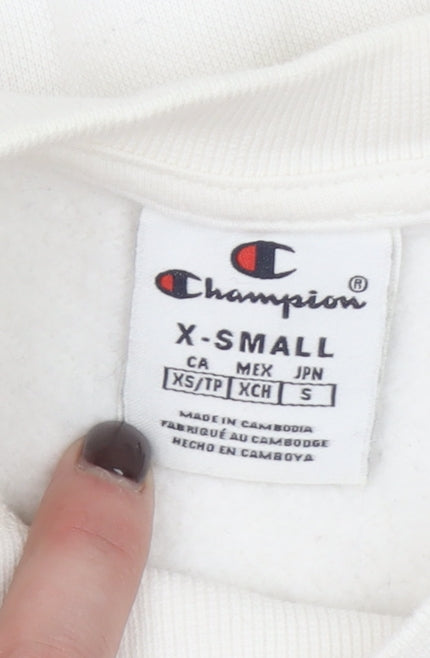 Champion®
X-SMALL
CA MEX JPN
XS/TP XCH S
MADE IN CAMBODIA
FABRIQUÉ AU CAMBODGE
HECHO EN CAMBOYA